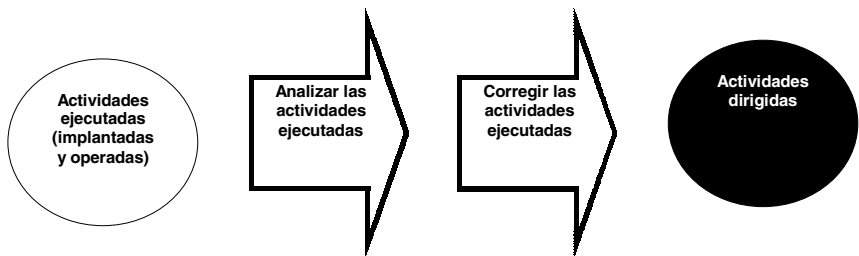 Actividades
ejecutadas
(implantadas
y operadas)
Analizar las
actividades
ejecutadas
Corregir las
actividades
ejecutadas
Actividades
dirigidas